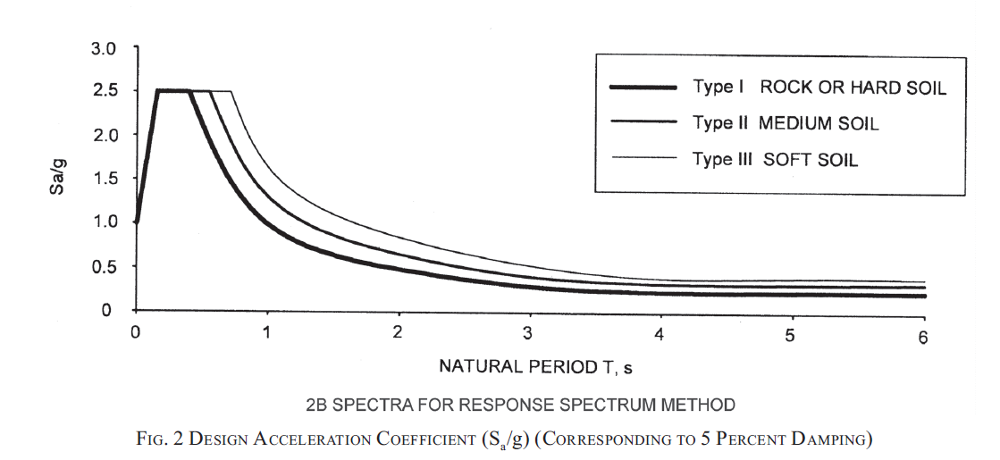 3.0
2.5
2.0
1.5
1.0
0.5
0
Sa/g
Type I ROCK OR HARD SOIL
Type II MEDIUM SOIL
Type III SOFT SOIL
0 1 2 3 4 5 6
NATURAL PERIOD T, s
2B SPECTRA FOR RESPONSE SPECTRUM METHOD
FIG. 2 DESIGN ACCELERATION COEFFICIENT (Sa/g) (CORRESPONDING TO 5 PERCENT DAMPING)